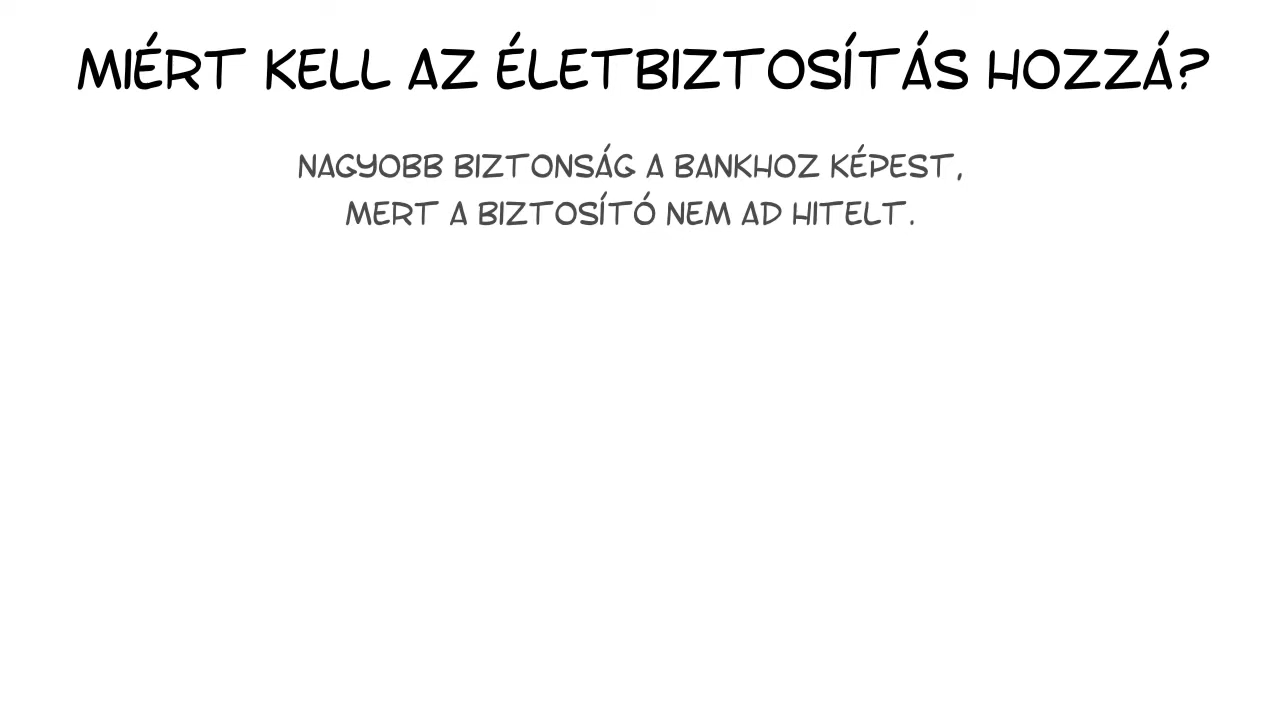 MIÉRT KELL AZ ÉLETBIZTOSÍTÁS HOZZÁ?
NAGYOBB BIZTONSÁG A BANKHOZ KÉPEST,
MERT A BIZTOSÍTÓ NEM AD HITELT.